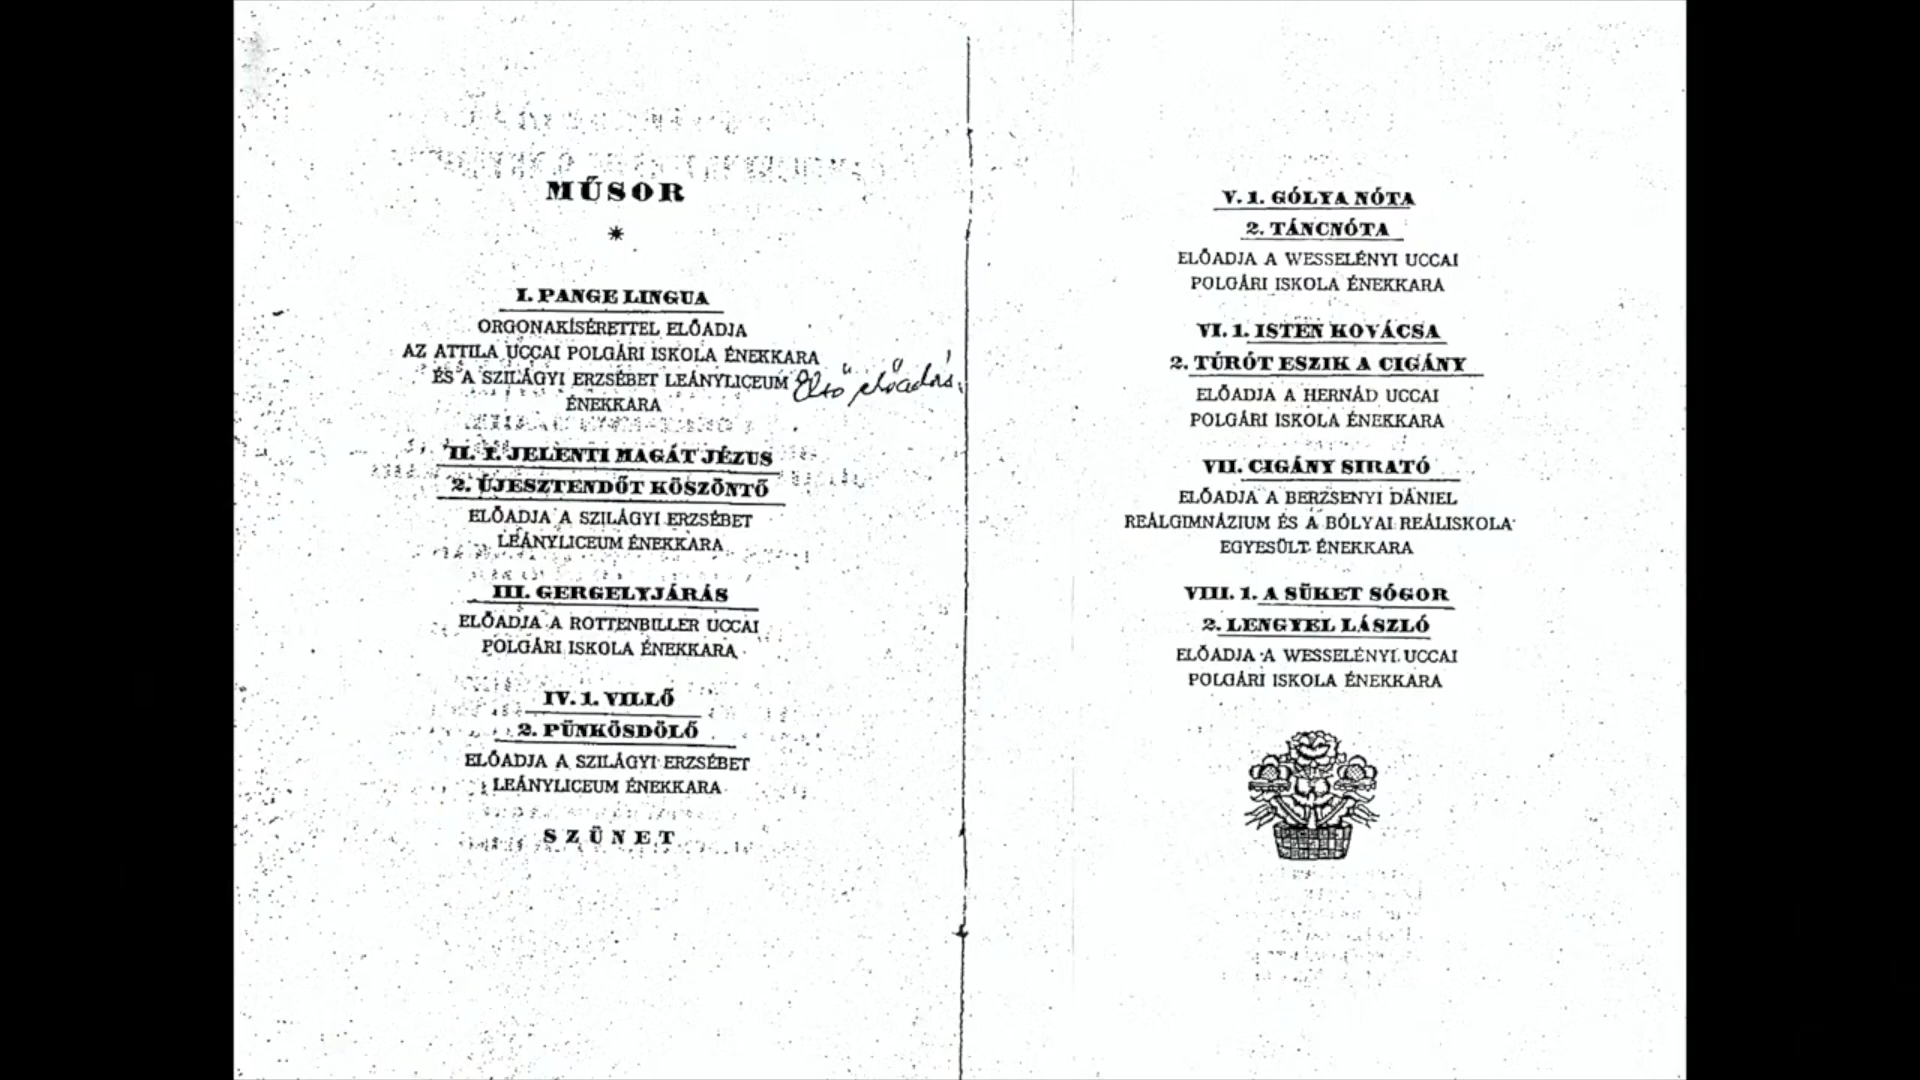 MŰSOR
I. PANGE LINGUA
ORGONAKÍSÉRETTEL ELŐADJA
AZ ATTILA UCCAI POLGÁRI ISKOLA ÉNEKKARA
ÉS A SZILÁGYI ERZSÉBET LEÁNYLICEUM Első előadás.
ÉNEKKARA
II. 1. JELENTI MAGÁT JÉZUS
2. ÚJESZTENDŐT KÖSZÖNTŐ
ELŐADJA A SZILÁGYI ERZSÉBET
LEÁNYLICEUM ÉNEKKARA
III. GERGELYJÁRÁS
ELŐADJA A ROTTENBILLER UCCAI
POLGÁRI ISKOLA ÉNEKKARA
IV. 1. VILLŐ
2. PÜNKÖSDÖLŐ
ELŐADJA A SZILÁGYI ERZSÉBET
LEÁNYLICEUM ÉNEKKARA
SZÜNET
V. 1. GÓLYA NÓTA
2. TÁNCNÓTA
ELŐADJA A WESSELÉNYI UCCAI
POLGÁRI ISKOLA ÉNEKKARA
VI. 1. ISTEN KOVÁCSA
2. TÚRÓT ESZIK A CIGÁNY
ELŐADJA A HERNÁD UCCAI
POLGÁRI ISKOLA ÉNEKKARA
VII. CIGÁNY SIRATÓ
ELŐADJA A BERZSENYI DÁNIEL
REÁLGIMNÁZIUM ÉS A BÓLYAI REÁLISKOLA
EGYESÜLT ÉNEKKARA
VIII. 1. A SÜKET SÓGOR
2. LENGYEL LÁSZLÓ
ELŐADJA A WESSELÉNYI UCCAI
POLGÁRI ISKOLA ÉNEKKARA